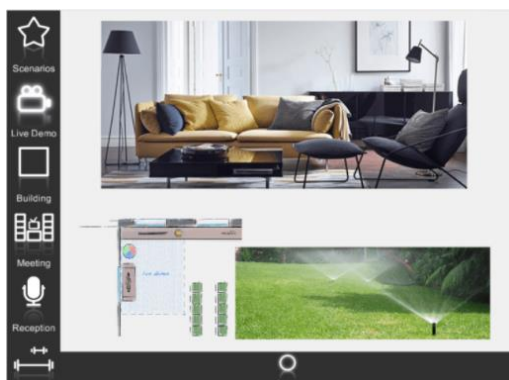 Scenarios
Live Demo
Building
Meeting
Reception